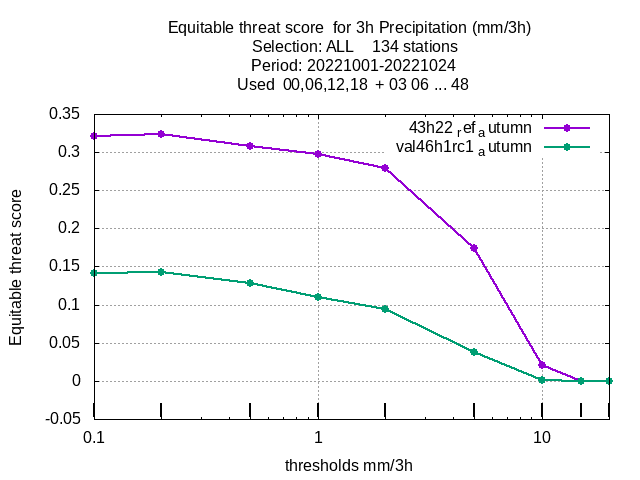 Equitable threat score  for 3h Precipitation (mm/3h)
Selection: ALL    134 stations
Period: 20221001-20221024
Used  00,06,12,18  + 03 06 ... 48
43h22 ref autumn
val46h1rc1 autumn
0.35
0.3
0.25
0.2
0.15
0.1
0.05
0
-0.05
Equitable threat score
0.1
1
10
thresholds mm/3h